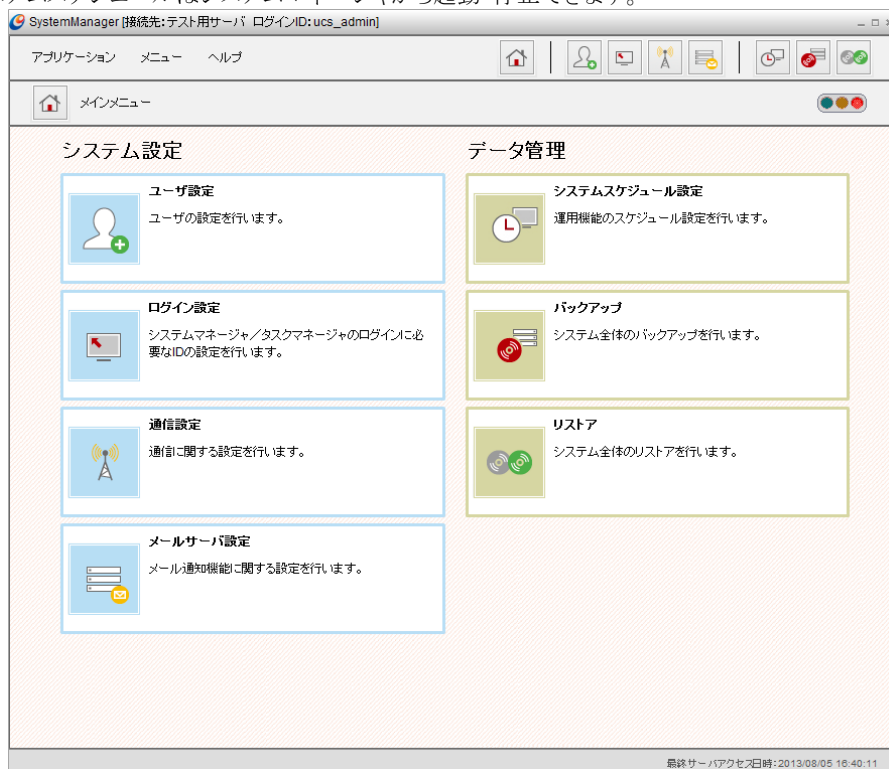 から起動・停止できます。
SystemManager [接続先:テスト用サーバ ログインID:ucs_admin]
アプリケーション メニュー ヘルプ
メインメニュー
システム設定
ユーザ設定
ユーザの設定を行います。
ログイン設定
システムマネージャ／タスクマネージャのログインに必
要なIDの設定を行います。
通信設定
通信に関する設定を行います。
メールサーバ設定
メール通知機能に関する設定を行います。
データ管理
システムスケジュール設定
運用機能のスケジュール設定を行います。
バックアップ
システム全体のバックアップを行います。
リストア
システム全体のリストアを行います。
最終サーバアクセス日時:2013/08/05 16:40:11